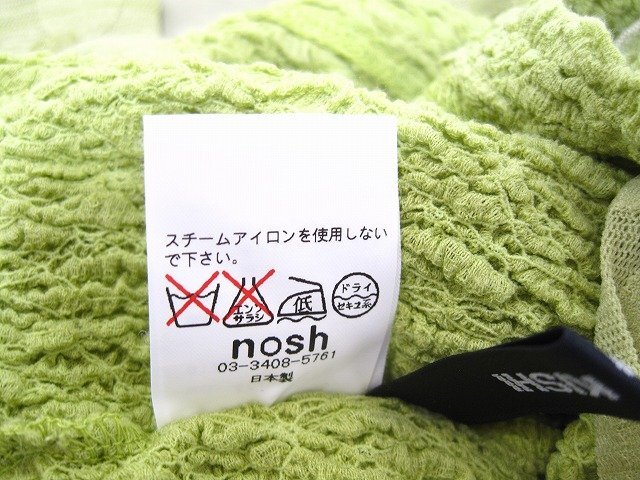 スチームアイロンを使用しない
で下さい。
エンソ
サラシ
低
ドライ
セキユ系
nosh
03-3408-5761
日本製